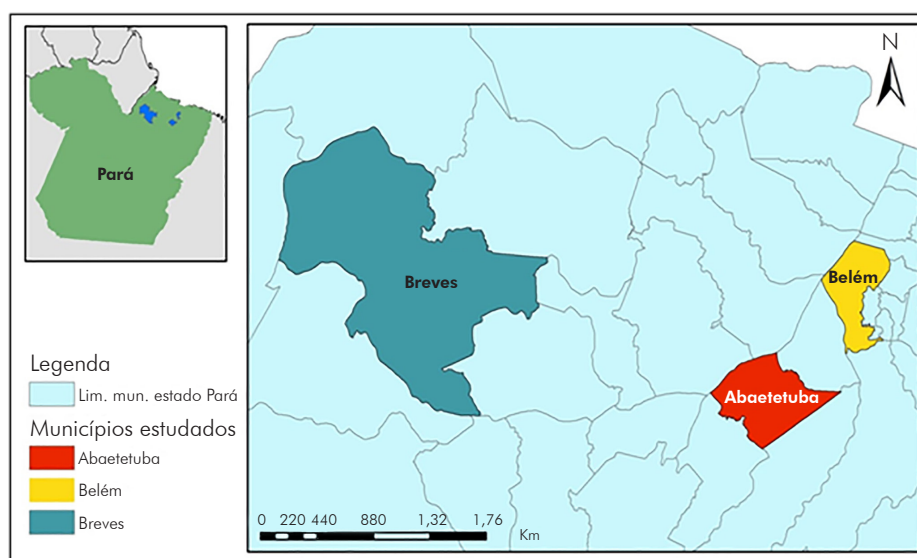 Pará
N
Breves
Belém
Abaetetuba
Legenda
Lim. mun. estado Pará
Municípios estudados
Abaetetuba
Belém
Breves
0 220 440 880 1,32 1,76
Km